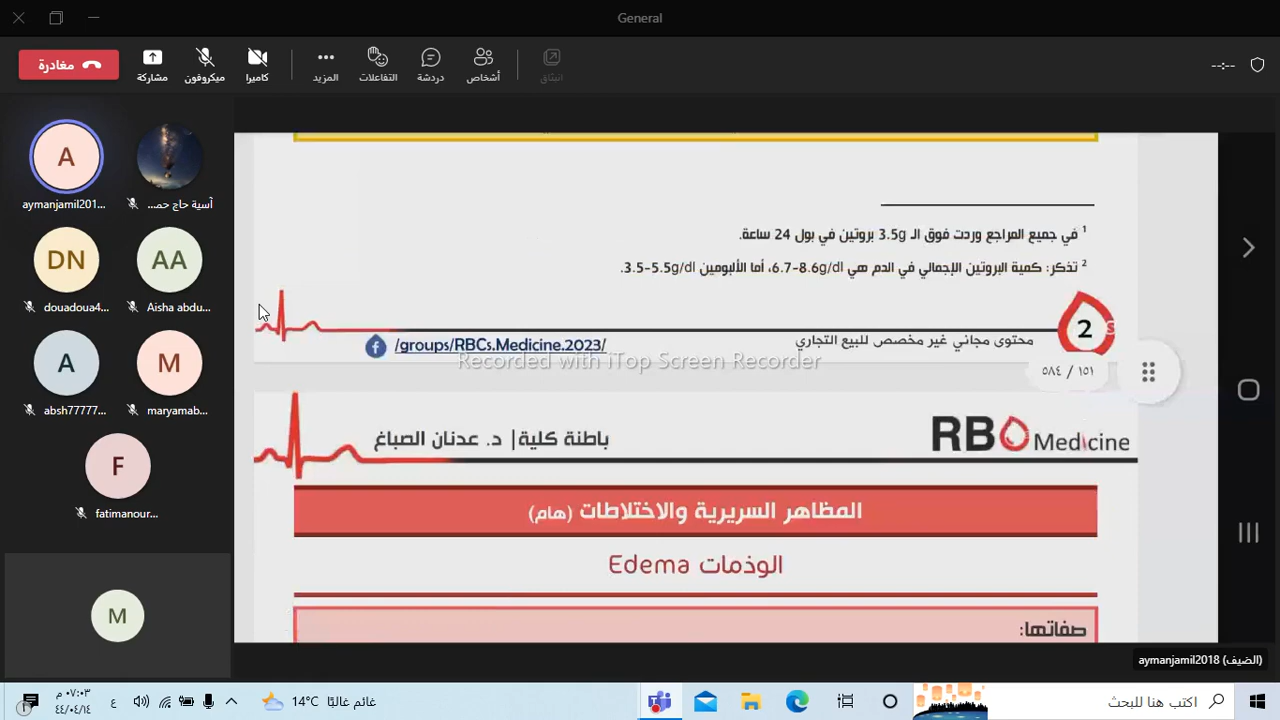 General
مغادرة
مشاركة
ميكروفون
كاميرا
المزيد
التفاعلات
دردشة
أشخاص
انبثاق
--:--
A
aymanjamil201...
آسية حاج حمـ...
DN
douadoua4...
AA
Aisha abdu...
A
absh77777...
M
maryamab...
F
fatimanour...
M
1 في جميع المراجع وردت فوق الـ 3.5g بروتين في بول 24 ساعة.
2 تذكر: كمية البروتين الإجمالي في الدم هي 6.7-8.6g/dl، أما الألبومين 3.5-5.5g/dl.
2
محتوى مجاني غير مخصص للبيع التجاري
/groups/RBCs.Medicine.2023/
Recorded with iTop Screen Recorder
١٥١ / ٥٨٤
RB Medicine
باطنة كلية| د. عدنان الصباغ
المظاهر السريرية والاختلاطات (هام)
الوذمات Edema
صفاتها:
aymanjamil2018 (الضيف)
اكتب هنا للبحث
14°C غائم غالبًا
ع
٠٧:٠٣ م
٤٤/٠٤/١٤